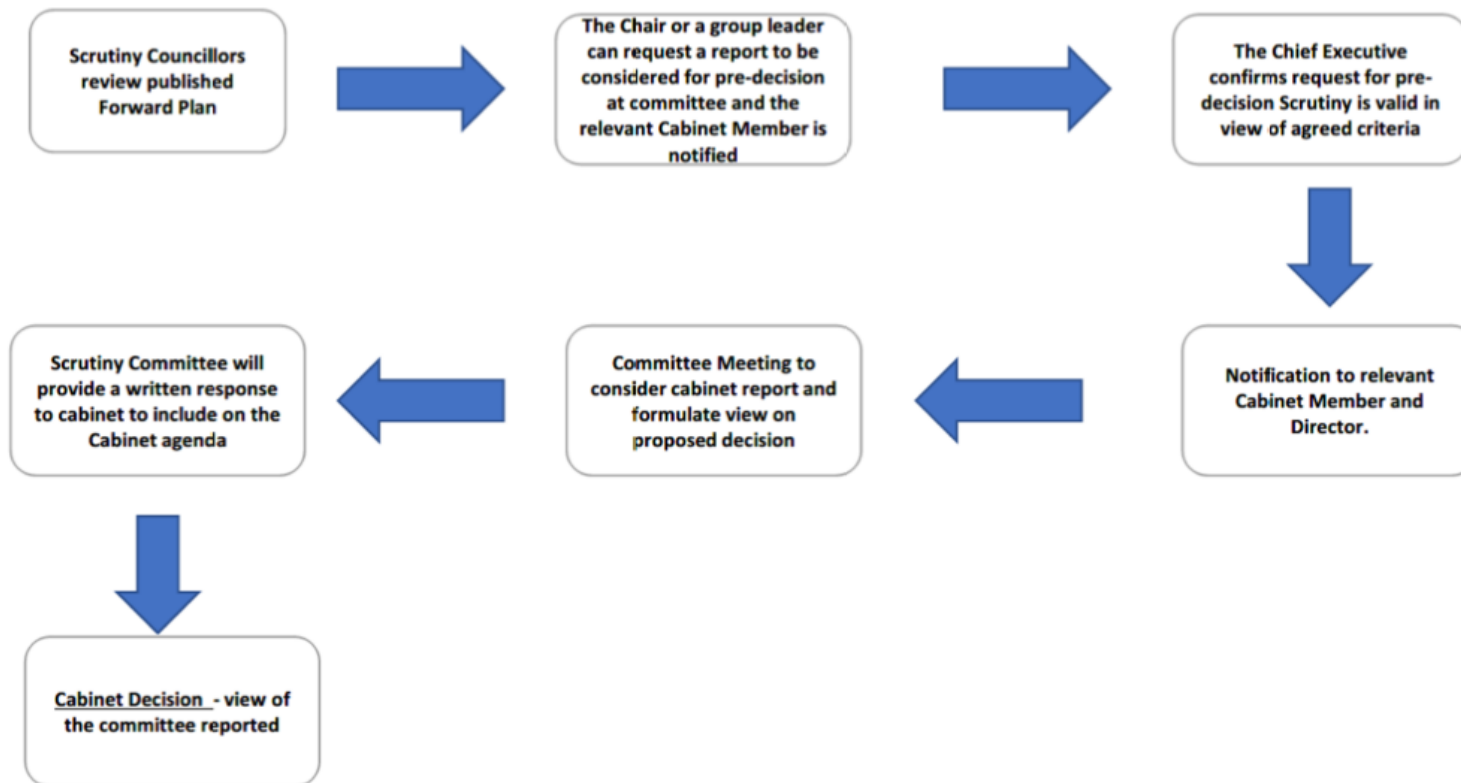 Scrutiny Councillors
review published
Forward Plan
The Chair or a group leader
can request a report to be
considered for pre-decision
at committee and the
relevant Cabinet Member is
notified
The Chief Executive
confirms request for pre-
decision Scrutiny is valid in
view of agreed criteria
Notification to relevant
Cabinet Member and
Director.
Committee Meeting to
consider cabinet report and
formulate view on
proposed decision
Scrutiny Committee will
provide a written response
to cabinet to include on the
Cabinet agenda
Cabinet Decision - view of
the committee reported